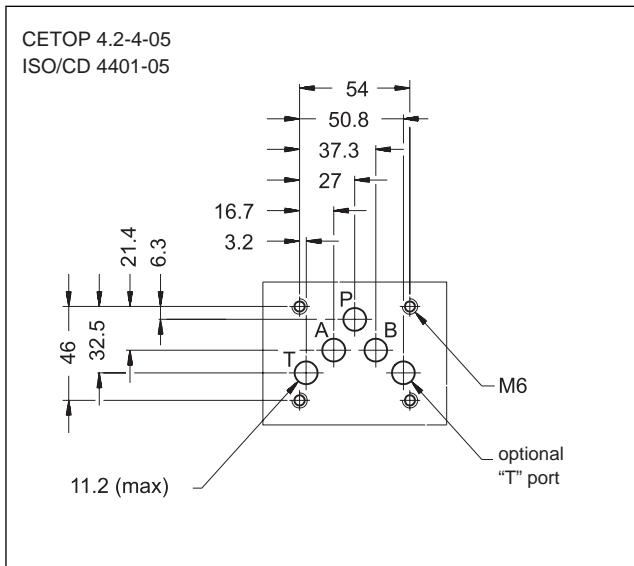 CETOP 4.2-4-05
ISO/CD 4401-05
54
50.8
37.3
27
16.7
3.2
21.4
6.3
46
32.5
P
A
B
T
M6
11.2 (max)
optional
“T” port